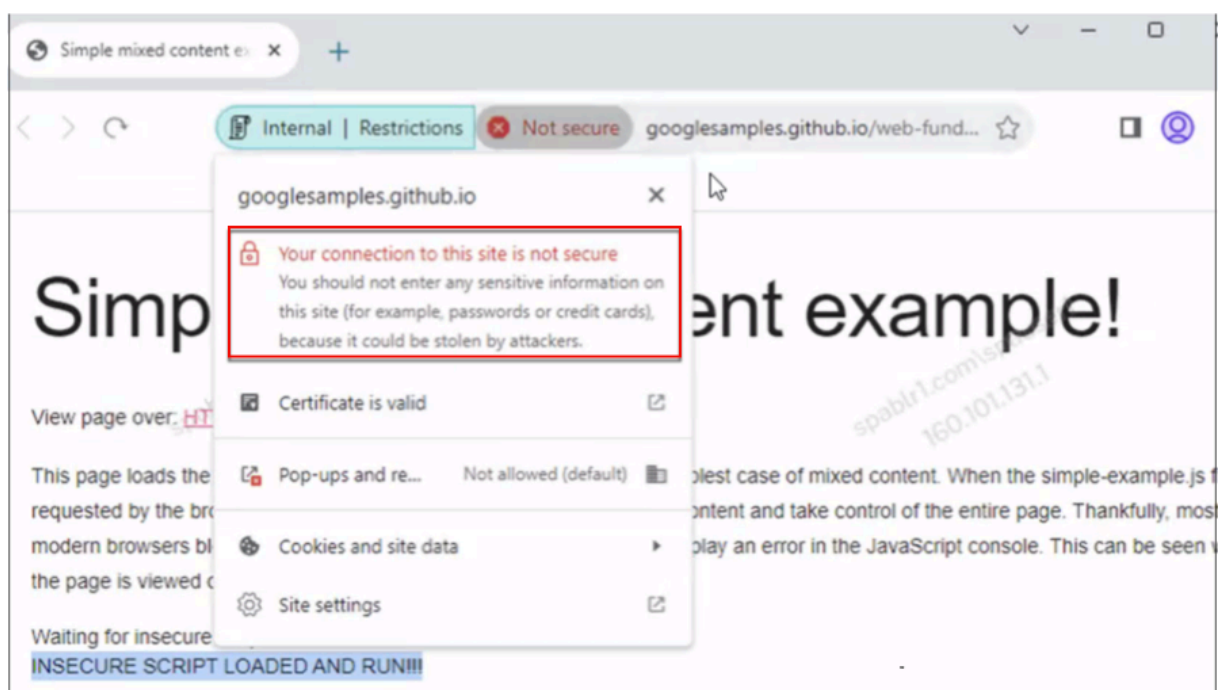 Simple mixed content e
Internal | Restrictions
Not secure
googlesamples.github.io/web-fund...
googlesamples.github.io
Your connection to this site is not secure
You should not enter any sensitive information on
this site (for example, passwords or credit cards),
because it could be stolen by attackers.
Certificate is valid
Pop-ups and re... Not allowed (default)
Cookies and site data
Site settings
Simp
ent example!
View page over: HT
This page loads the
plest case of mixed content. When the simple-example.js f
requested by the bro
ontent and take control of the entire page. Thankfully, most
modern browsers bl
play an error in the JavaScript console. This can be seen
the page is viewed
Waiting for insecure
INSECURE SCRIPT LOADED AND RUN!!!
160.101.131.1